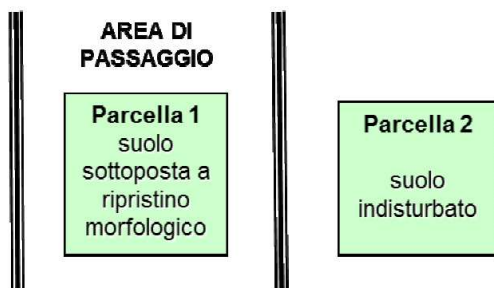 AREA DI
PASSAGGIO
Parcella 1
suolo
sottoposta a
ripristino
morfologico
Parcella 2
suolo
indisturbato